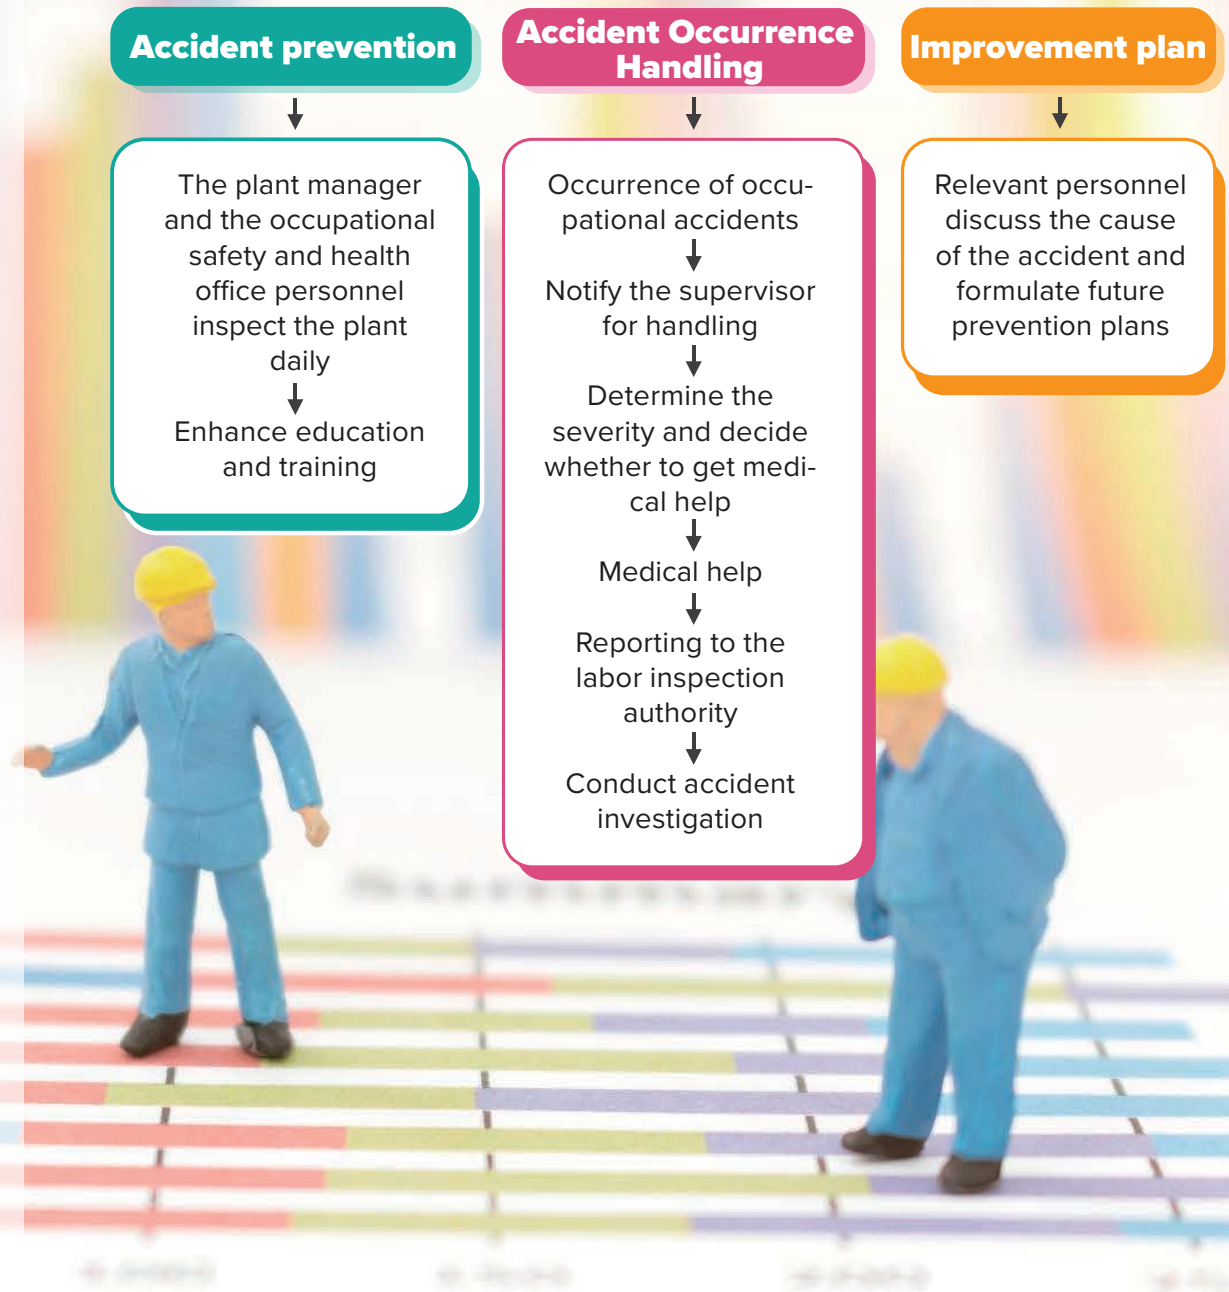 Accident prevention
The plant manager
and the occupational
safety and health
office personnel
inspect the plant
daily
Enhance education
and training
Accident Occurrence
Handling
Occurrence of occu-
pational accidents
Notify the supervisor
for handling
Determine the
severity and decide
whether to get medi-
cal help
Medical help
Reporting to the
labor inspection
authority
Conduct accident
investigation
Improvement plan
Relevant personnel
discuss the cause
of the accident and
formulate future
prevention plans